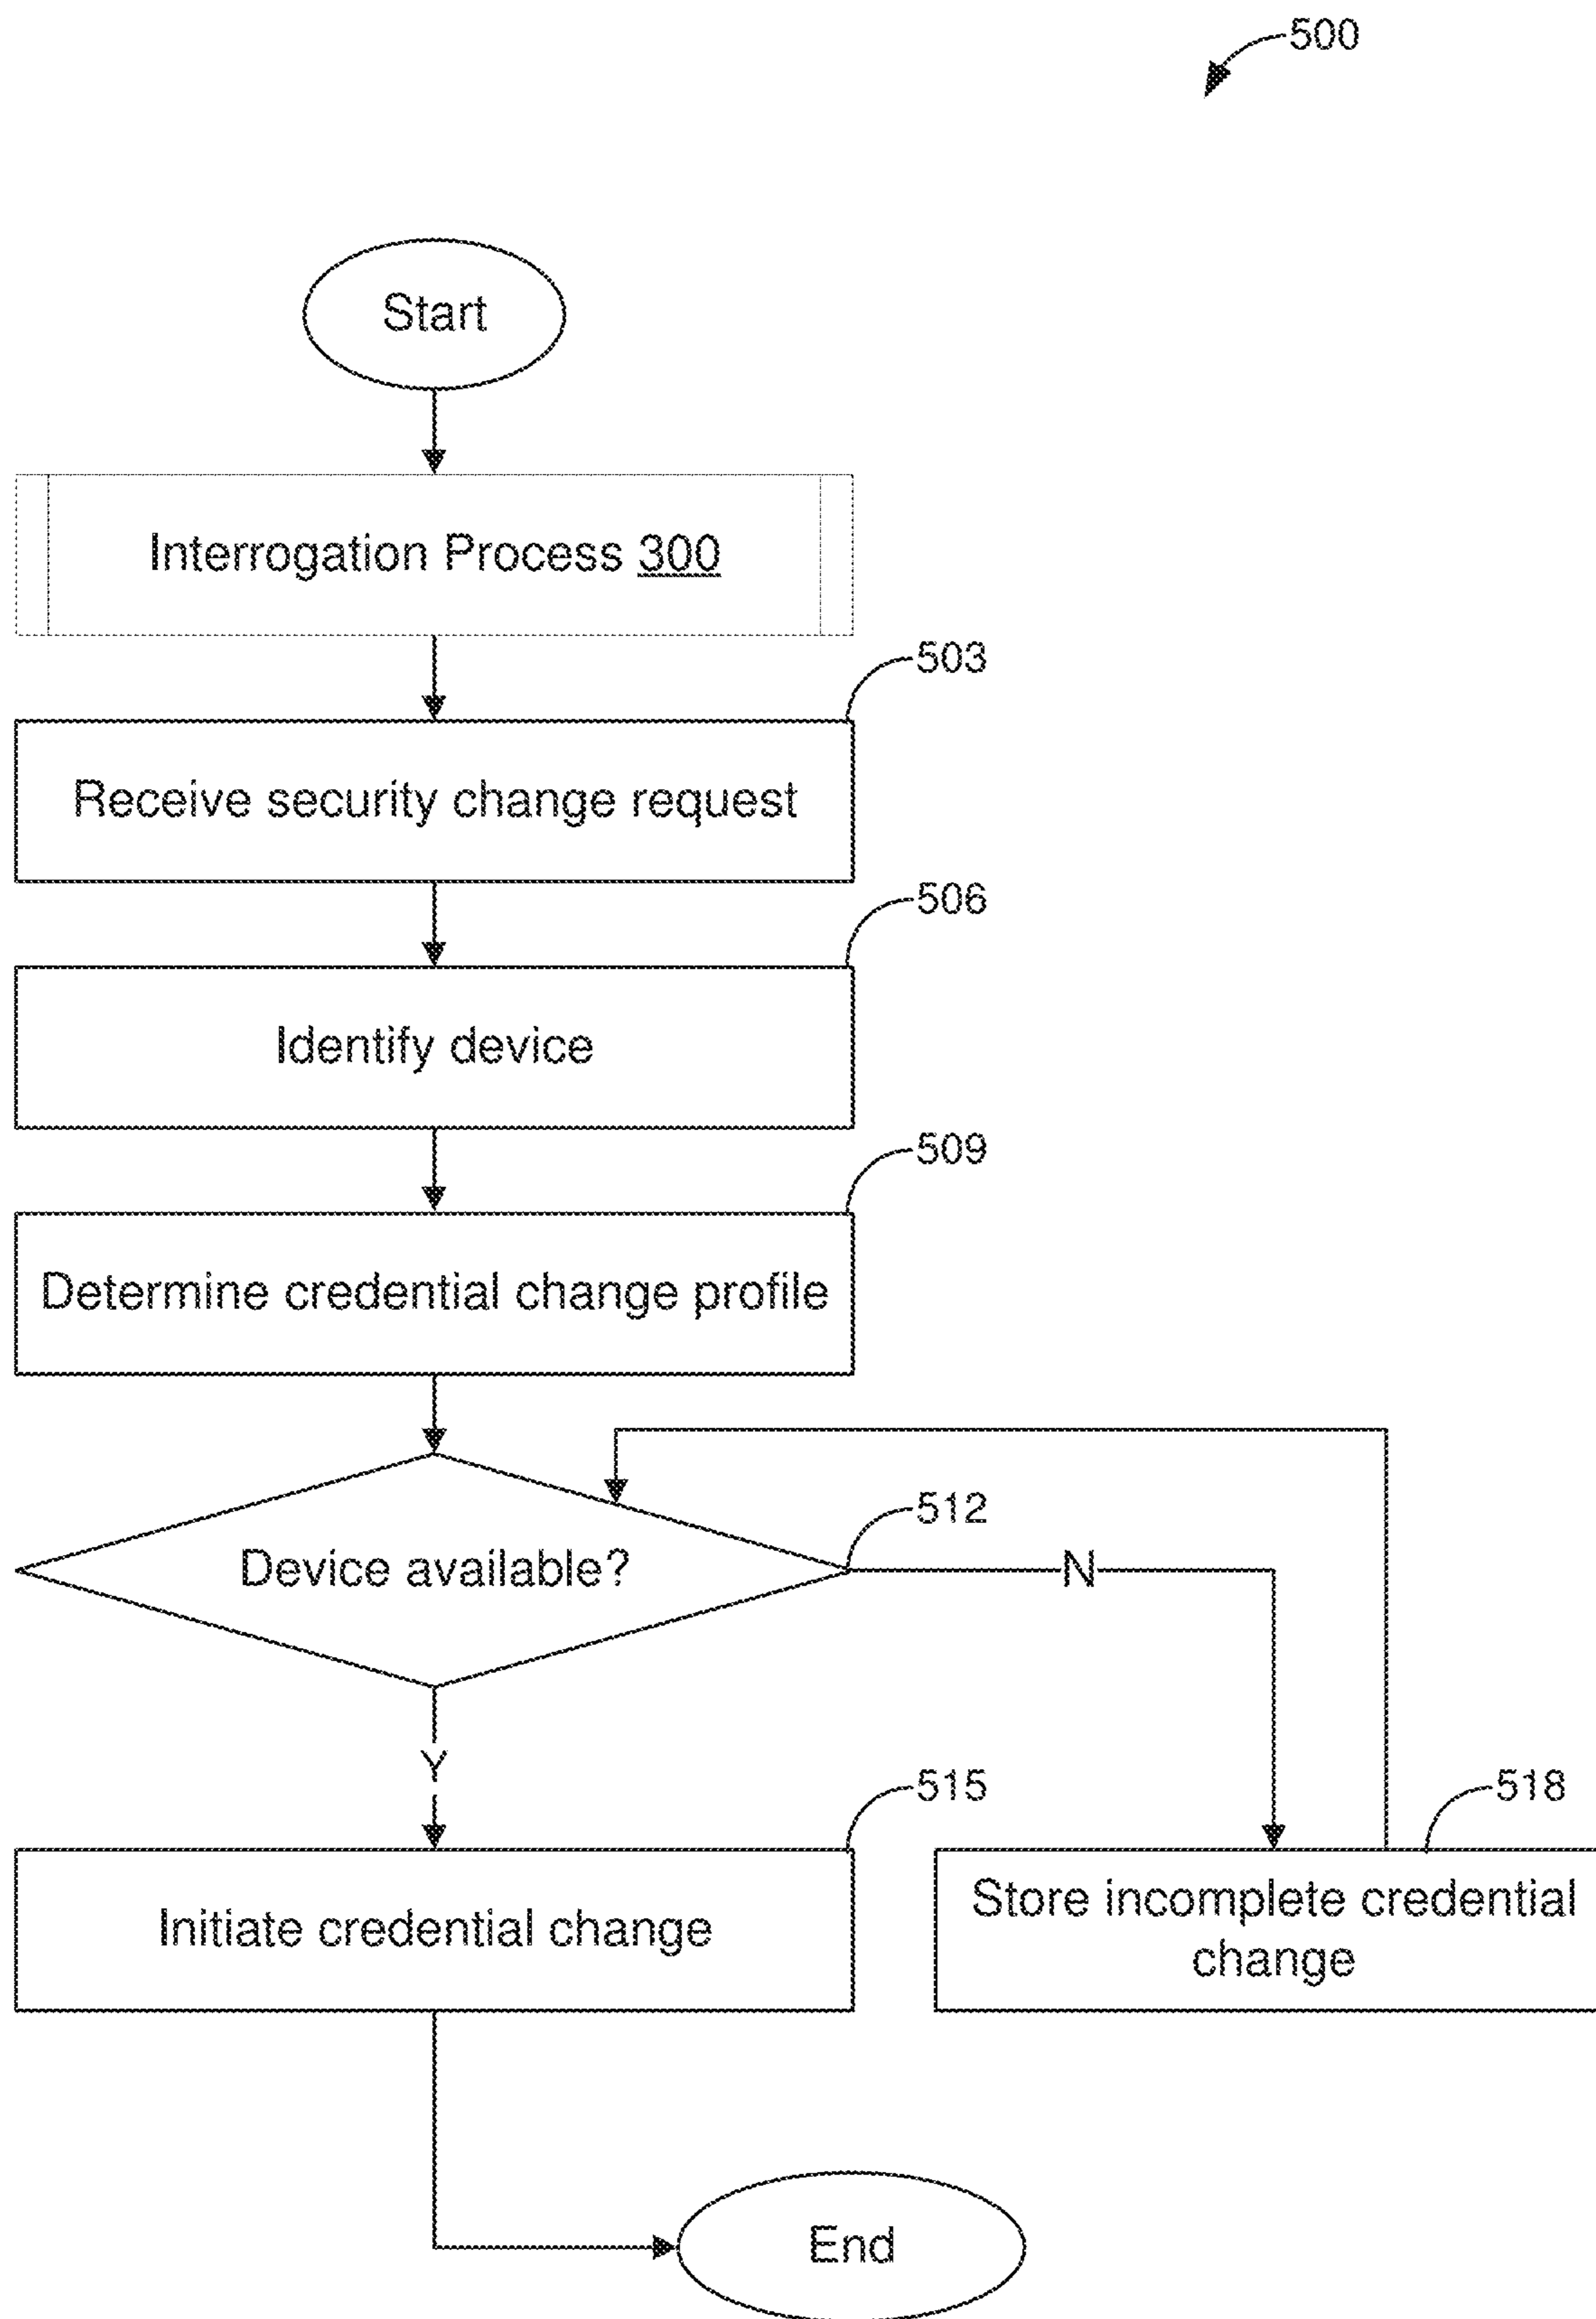 500
Start
Interrogation Process 300
503
Receive security change request
506
Identify device
509
Determine credential change profile
512
Device available?
N
Y
515
518
Initiate credential change
Store incomplete credential
change
End